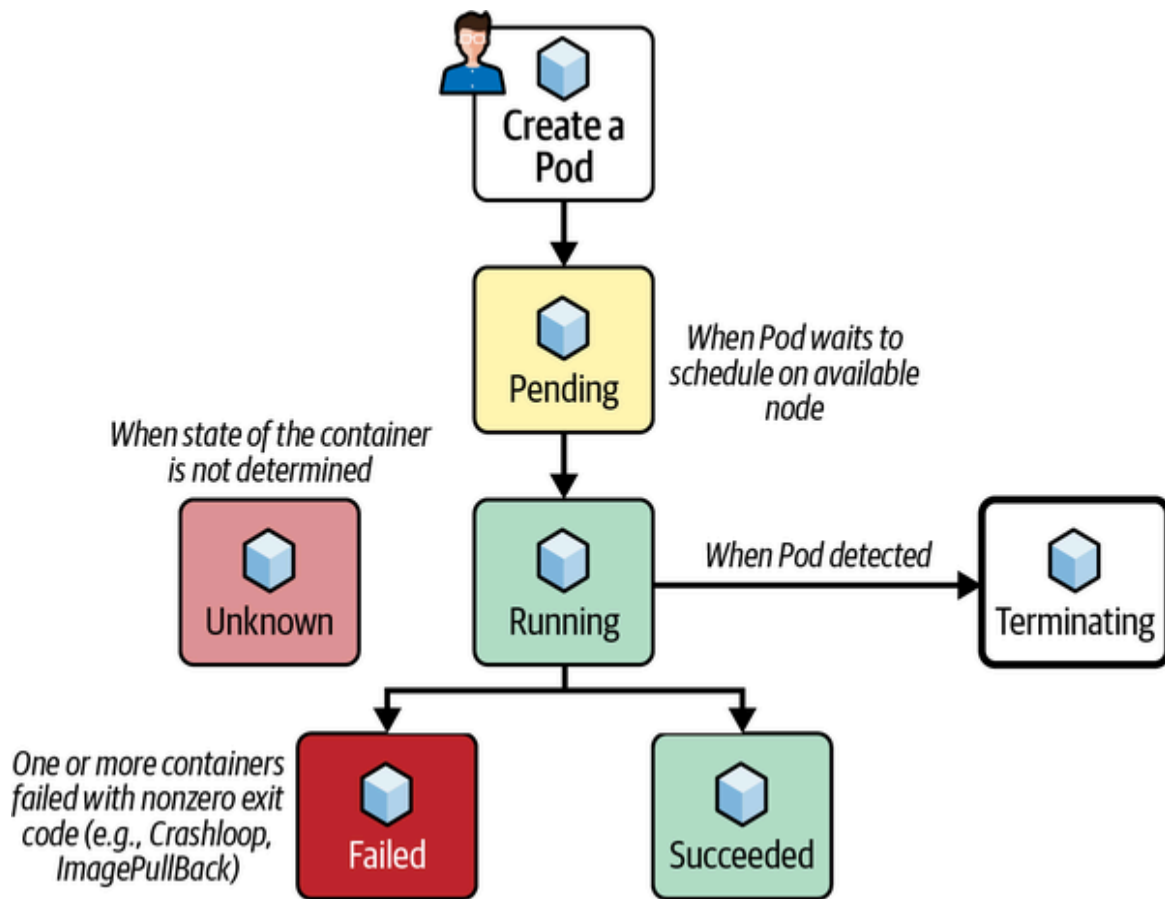 Create a
Pod
Pending
When Pod waits to
schedule on available
node
When state of the container
is not determined
Unknown
Running
When Pod detected
Terminating
One or more containers
failed with nonzero exit
code (e.g., Crashloop,
ImagePullBack)
Failed
Succeeded